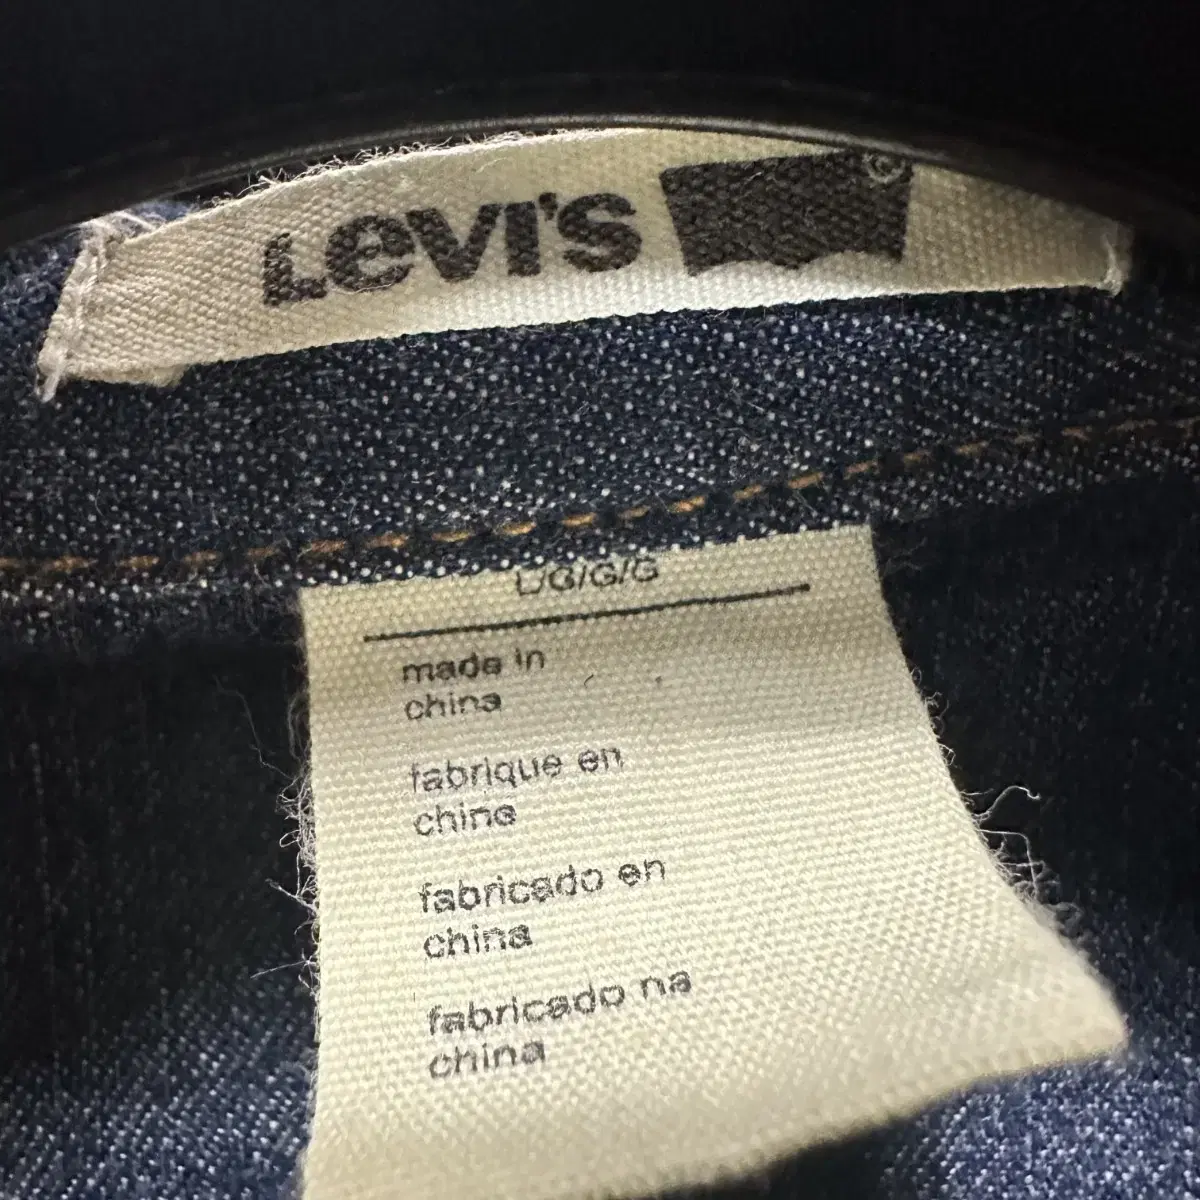 LEVI'S ®
L/G/G/G
made in
china
fabrique en
chine
fabricado en
china
fabricado na
china